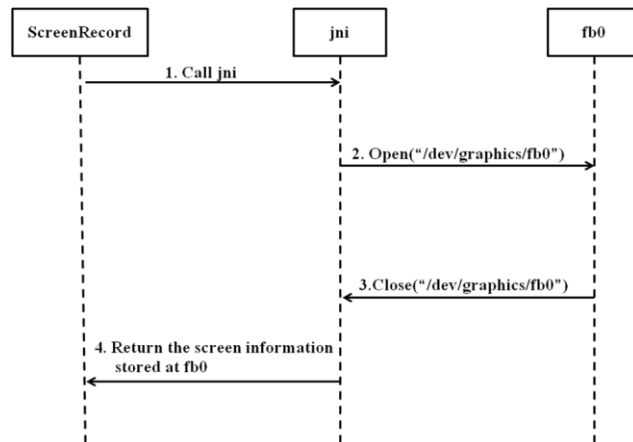 ScreenRecord
jni
fb0
1. Call jni
2. Open(“/dev/graphics/fb0”)
3.Close(“/dev/graphics/fb0”)
4. Return the screen information
stored at fb0